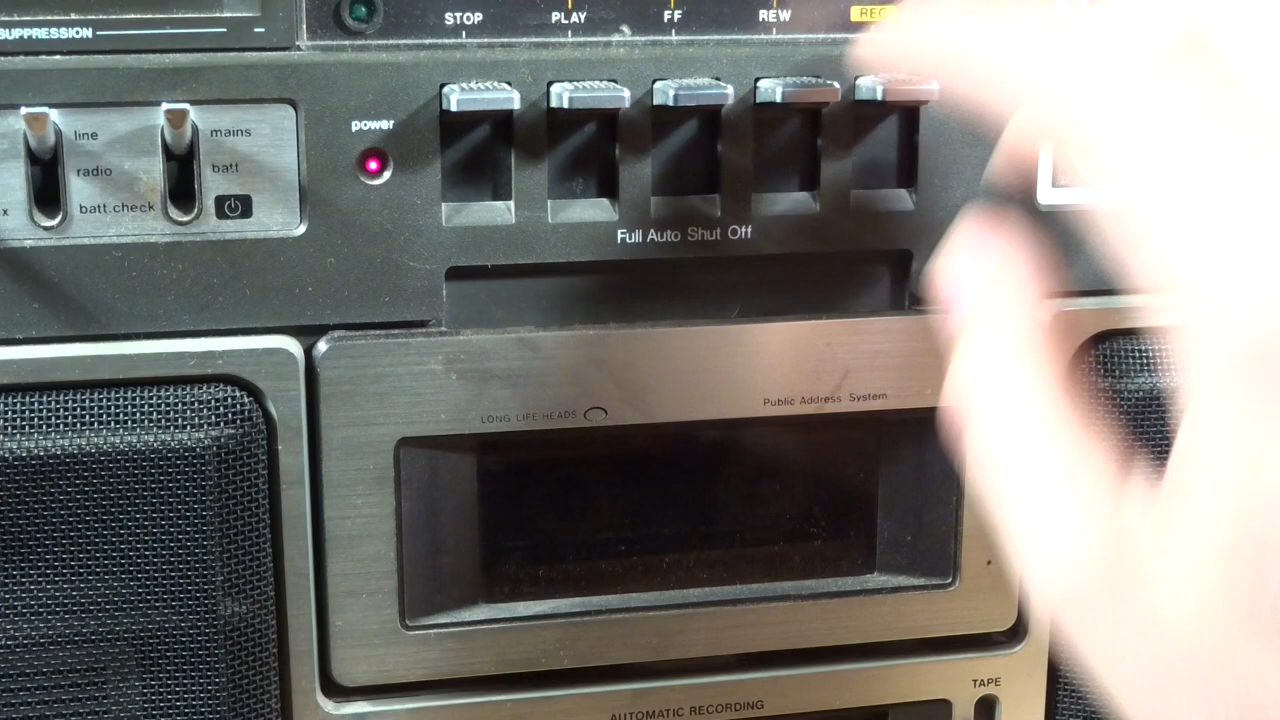 STOP PLAY FF REW REC
SUPPRESSION
power
line mains
radio batt
batt.check
Full Auto Shut Off
LONG LIFE HEADS
Public Address System
TAPE
AUTOMATIC RECORDING